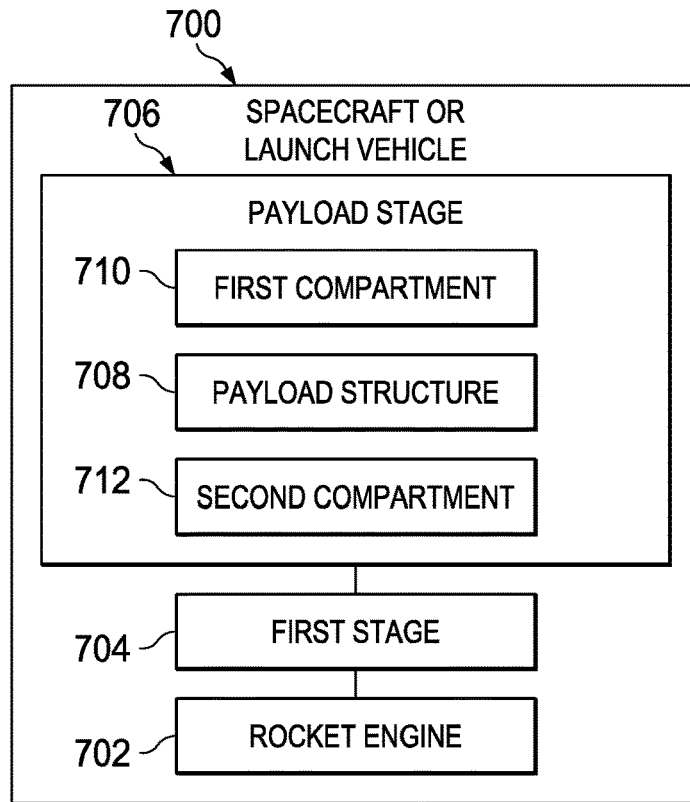 700
706
SPACECRAFT OR
LAUNCH VEHICLE
PAYLOAD STAGE
710
FIRST COMPARTMENT
708
PAYLOAD STRUCTURE
712
SECOND COMPARTMENT
704
FIRST STAGE
702
ROCKET ENGINE